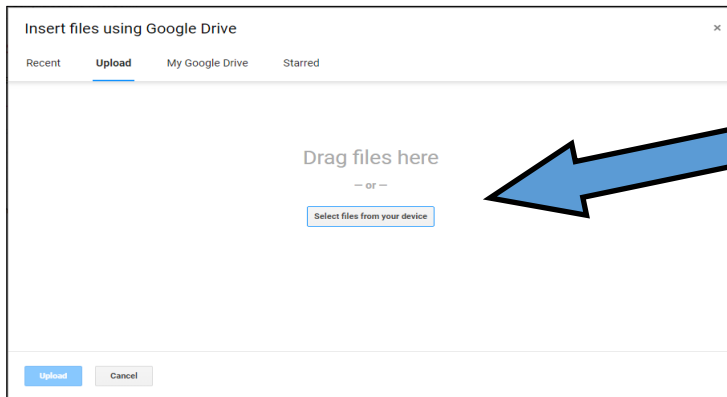 Insert files using Google Drive
×
Recent Upload My Google Drive Starred
Drag files here
— or —
Select files from your device
Upload Cancel